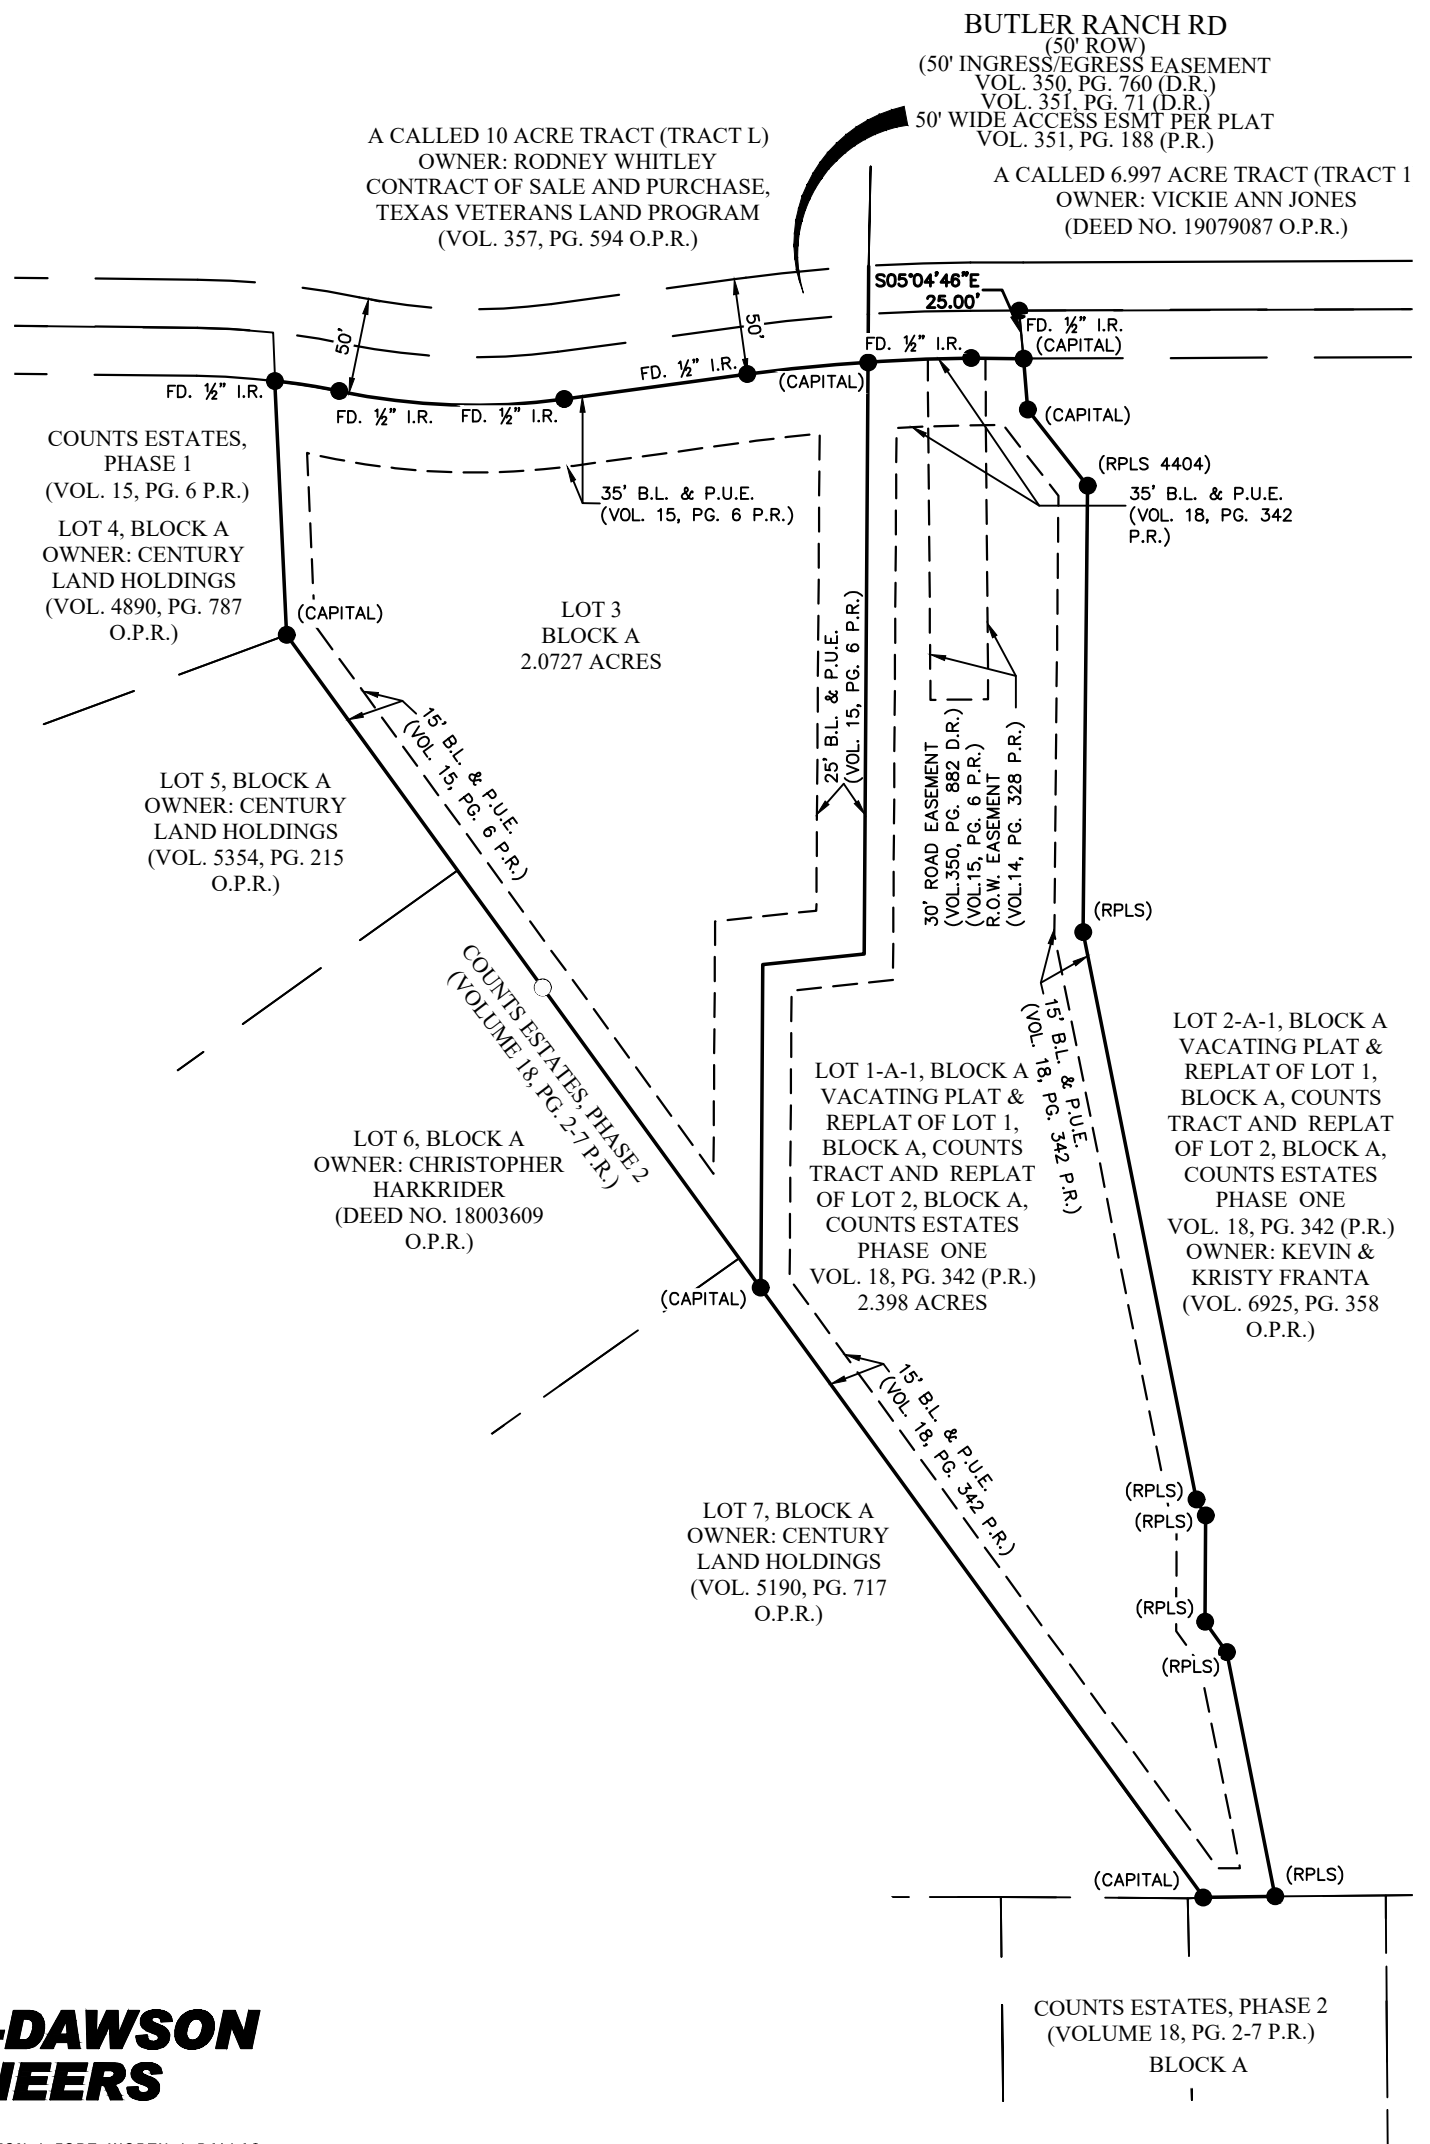 BUTLER RANCH RD
(50' ROW)
(50' INGRESS/EGRESS EASEMENT
VOL. 350, PG. 760 (D.R.)
VOL. 351, PG. 71 (D.R.)
50' WIDE ACCESS ESMT PER PLAT
VOL. 351, PG. 188 (P.R.)
A CALLED 10 ACRE TRACT (TRACT L)
OWNER: RODNEY WHITLEY
CONTRACT OF SALE AND PURCHASE,
TEXAS VETERANS LAND PROGRAM
(VOL. 357, PG. 594 O.P.R.)
A CALLED 6.997 ACRE TRACT (TRACT 1
OWNER: VICKIE ANN JONES
(DEED NO. 19079087 O.P.R.)
S05°04'46"E
25.00'
50'
50'
FD. ½" I.R.
(CAPITAL)
FD. ½" I.R.
FD. ½" I.R.
(CAPITAL)
FD. ½" I.R.
FD. ½" I.R.
FD. ½" I.R.
(CAPITAL)
(RPLS 4404)
COUNTS ESTATES,
PHASE 1
(VOL. 15, PG. 6 P.R.)
LOT 4, BLOCK A
OWNER: CENTURY
LAND HOLDINGS
(VOL. 4890, PG. 787
O.P.R.)
35' B.L. & P.U.E.
(VOL. 15, PG. 6 P.R.)
35' B.L. & P.U.E.
(VOL. 18, PG. 342
P.R.)
(CAPITAL)
LOT 3
BLOCK A
2.0727 ACRES
25' B.L. & P.U.E.
(VOL. 15, PG. 6 P.R.)
30' ROAD EASEMENT
(VOL.350, PG. 882 D.R.)
(VOL.15, PG. 6 P.R.)
R.O.W. EASEMENT
(VOL.14, PG. 328 P.R.)
15' B.L. & P.U.E.
(VOL. 15, PG. 6 P.R.)
LOT 5, BLOCK A
OWNER: CENTURY
LAND HOLDINGS
(VOL. 5354, PG. 215
O.P.R.)
(RPLS)
COUNTS ESTATES, PHASE 2
(VOLUME 18, PG. 2-7 P.R.)
15' B.L. & P.U.E.
(VOL. 18, PG. 342 P.R.)
LOT 2-A-1, BLOCK A
VACATING PLAT &
REPLAT OF LOT 1,
BLOCK A, COUNTS
TRACT AND REPLAT
OF LOT 2, BLOCK A,
COUNTS ESTATES
PHASE ONE
VOL. 18, PG. 342 (P.R.)
OWNER: KEVIN &
KRISTY FRANTA
(VOL. 6925, PG. 358
O.P.R.)
LOT 1-A-1, BLOCK A
VACATING PLAT &
REPLAT OF LOT 1,
BLOCK A, COUNTS
TRACT AND REPLAT
OF LOT 2, BLOCK A,
COUNTS ESTATES
PHASE ONE
VOL. 18, PG. 342 (P.R.)
2.398 ACRES
LOT 6, BLOCK A
OWNER: CHRISTOPHER
HARKRIDER
(DEED NO. 18003609
O.P.R.)
(CAPITAL)
15' B.L. & P.U.E.
(VOL. 18, PG. 342 P.R.)
LOT 7, BLOCK A
OWNER: CENTURY
LAND HOLDINGS
(VOL. 5190, PG. 717
O.P.R.)
(RPLS)
(RPLS)
(RPLS)
(RPLS)
(CAPITAL)
(RPLS)
COUNTS ESTATES, PHASE 2
(VOLUME 18, PG. 2-7 P.R.)
BLOCK A
-DAWSON
NEERS